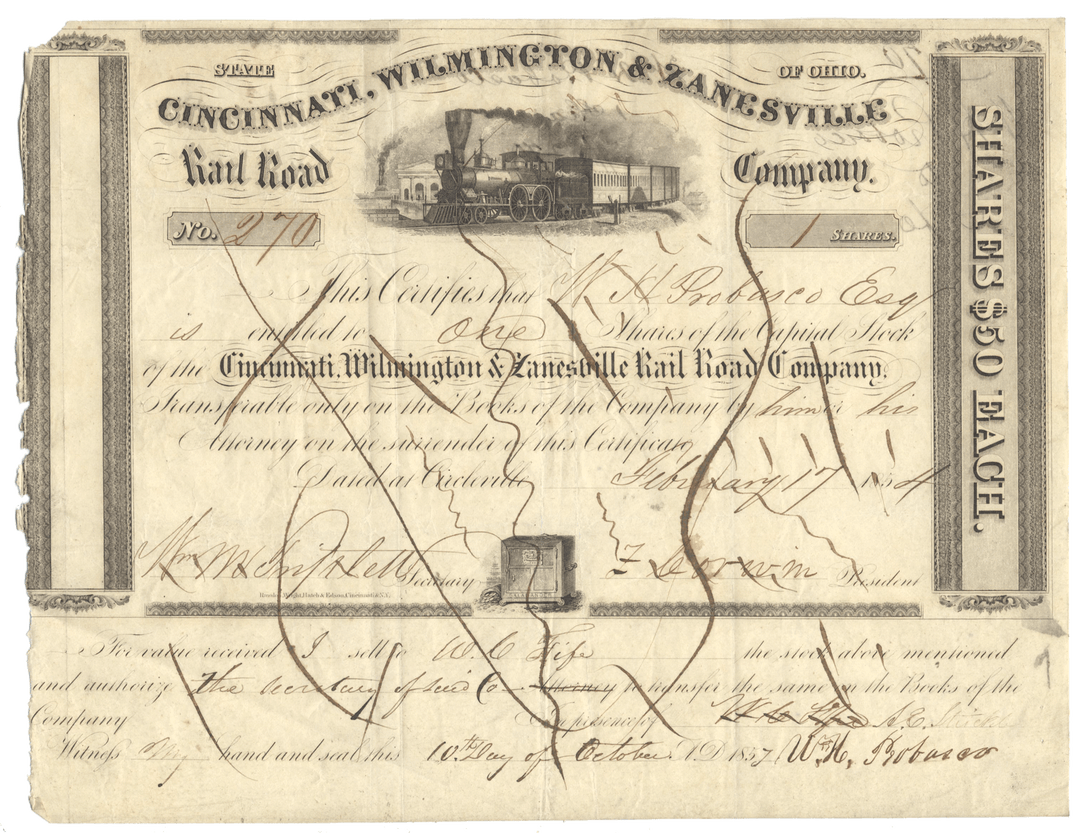 STATE OF OHIO.
CINCINNATI, WILMINGTON & ZANESVILLE
Rail Road Company.
No. 270
1 SHARES.
This Certifies that W. H. Probasco Esq
is entitled to One Shares of the Capital Stock
of the Cincinnati, Wilmington & Zanesville Rail Road Company.
Transferable only on the Books of the Company by him or his
Attorney on the surrender of this Certificate
Dated at Circleville February 17 1854
Secretary
President
SHARES $50 EACH.
For value received I sell to W. C. Fife the stock above mentioned
and authorize the Secretary of said Co Attorney to transfer the same on the Books of the
Company In presence of
Witness My hand and seal this 10th Day of October A.D 1857 Wm H. Probasco